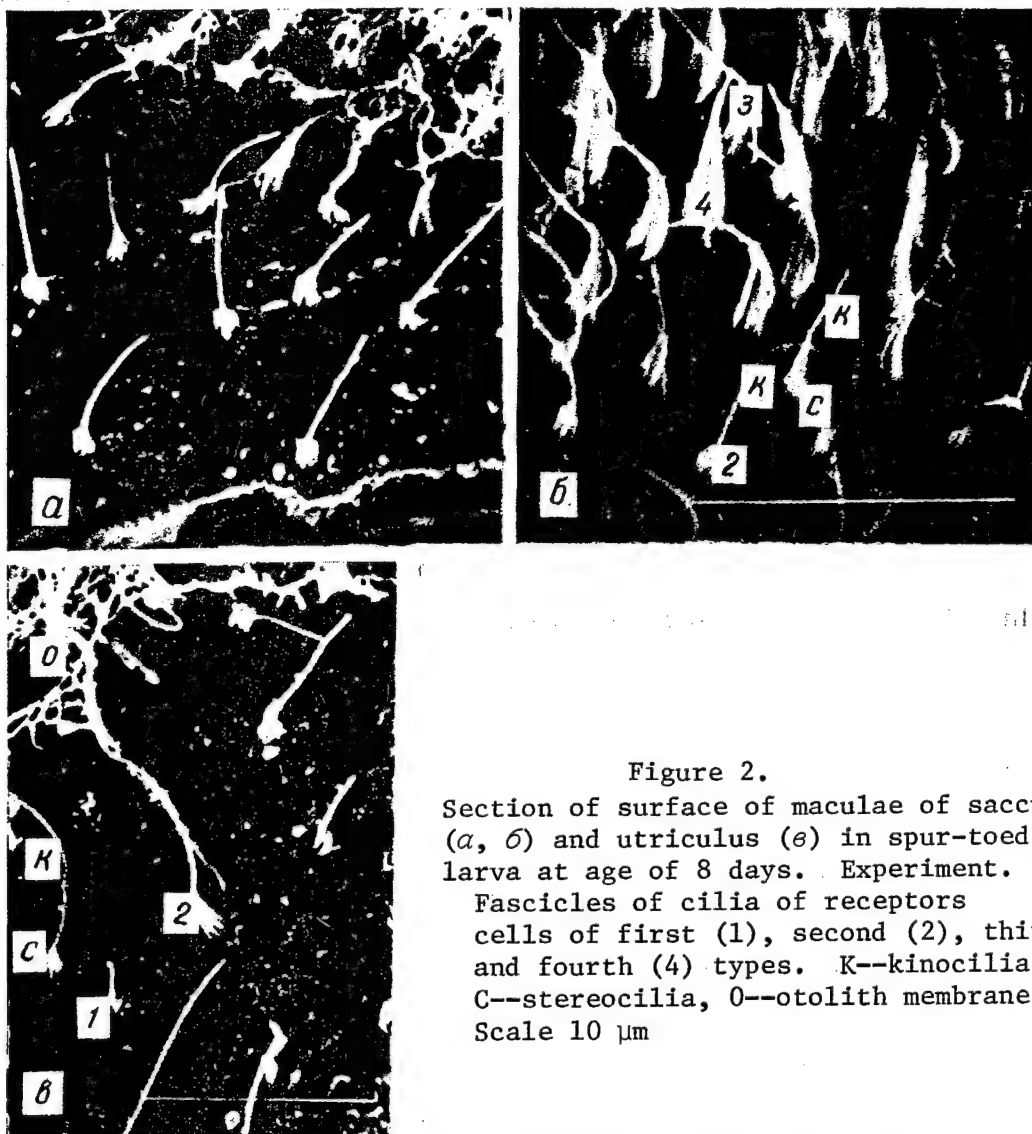 а
3
4
К
К
С
2
б
О
К
2
С
1
в
Figure 2.
Section of surface of maculae of sacc
(а, б) and utriculus (в) in spur-toed
larva at age of 8 days. Experiment.
Fascicles of cilia of receptors
cells of first (1), second (2), thi
and fourth (4) types. K--kinocilia
C--stereocilia, O--otolith membrane
Scale 10 μm